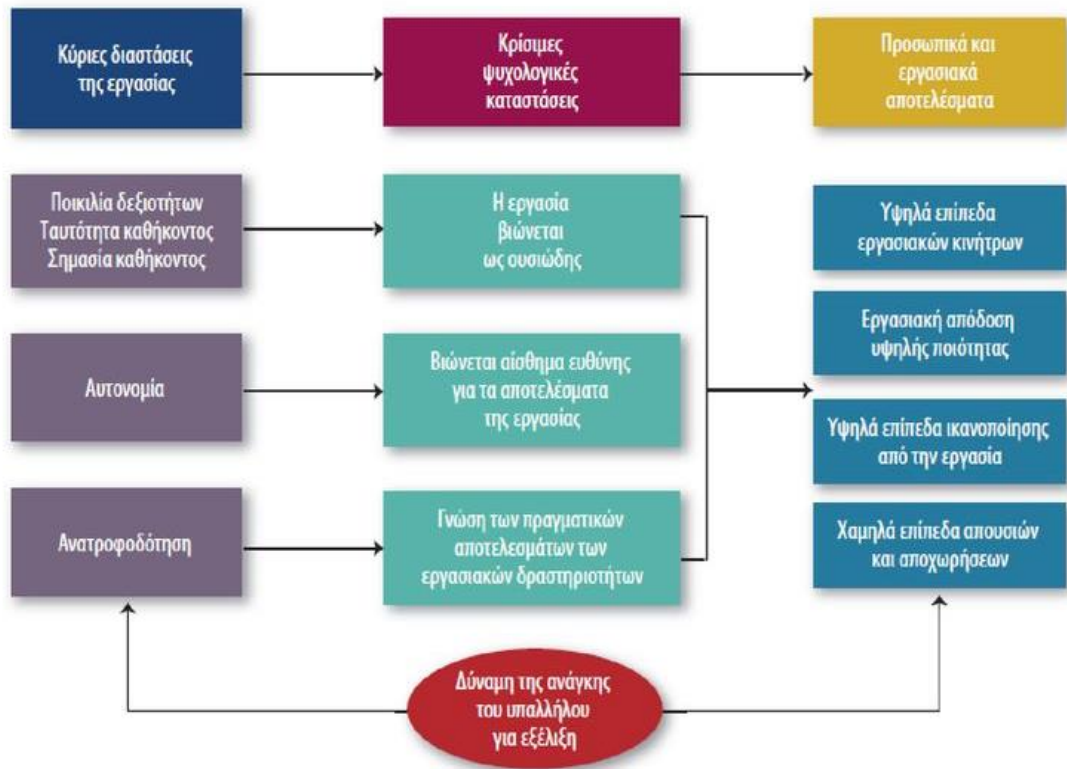 Κύριες διαστάσεις
της εργασίας
Κρίσιμες
ψυχολογικές
καταστάσεις
Προσωπικά και
εργασιακά
αποτελέσματα
Ποικιλία δεξιοτήτων
Ταυτότητα καθήκοντος
Σημασία καθήκοντος
Η εργασία
βιώνεται
ως ουσιώδης
Υψηλά επίπεδα
εργασιακών κινήτρων
Εργασιακή απόδοση
υψηλής ποιότητας
Αυτονομία
Βιώνεται αίσθημα ευθύνης
για τα αποτελέσματα
της εργασίας
Υψηλά επίπεδα ικανοποίησης
από την εργασία
Ανατροφοδότηση
Γνώση των πραγματικών
αποτελεσμάτων των
εργασιακών δραστηριοτήτων
Χαμηλά επίπεδα απουσιών
και αποχωρήσεων
Δύναμη της ανάγκης
του υπαλλήλου
για εξέλιξη